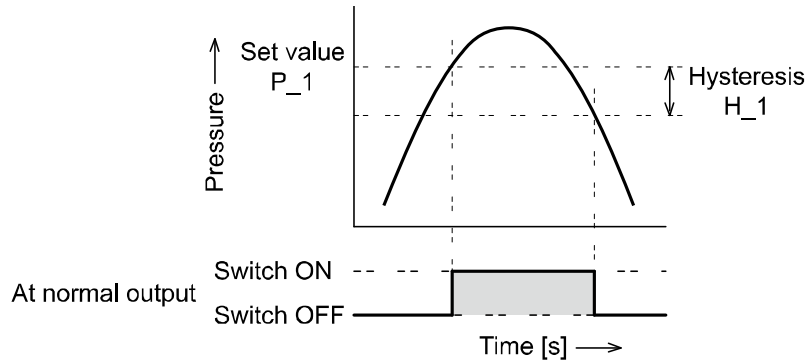 Set value
P_1
Pressure
Hysteresis
H_1
At normal output
Switch ON
Switch OFF
Time [s]